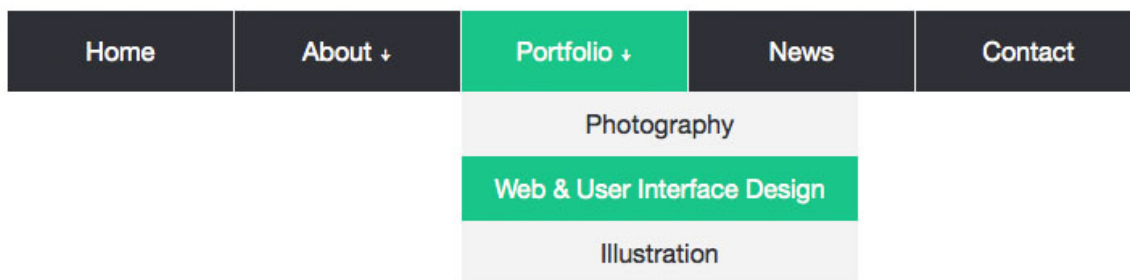 Home About ↓ Portfolio ↓ News Contact
Photography
Web & User Interface Design
Illustration